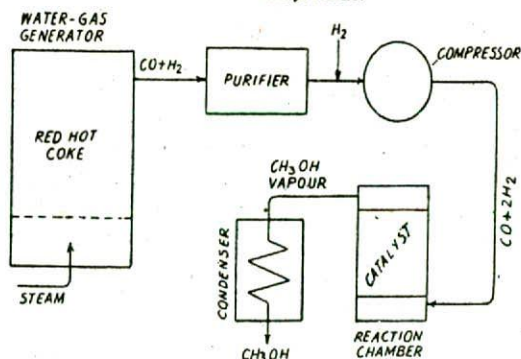 WATER-GAS
GENERATOR
CO+H₂
PURIFIER
H₂
COMPRESSOR
RED HOT
COKE
STEAM
CH₃OH
VAPOUR
CONDENSER
CH₃OH
CATALYST
CO+2H₂
REACTION
CHAMBER